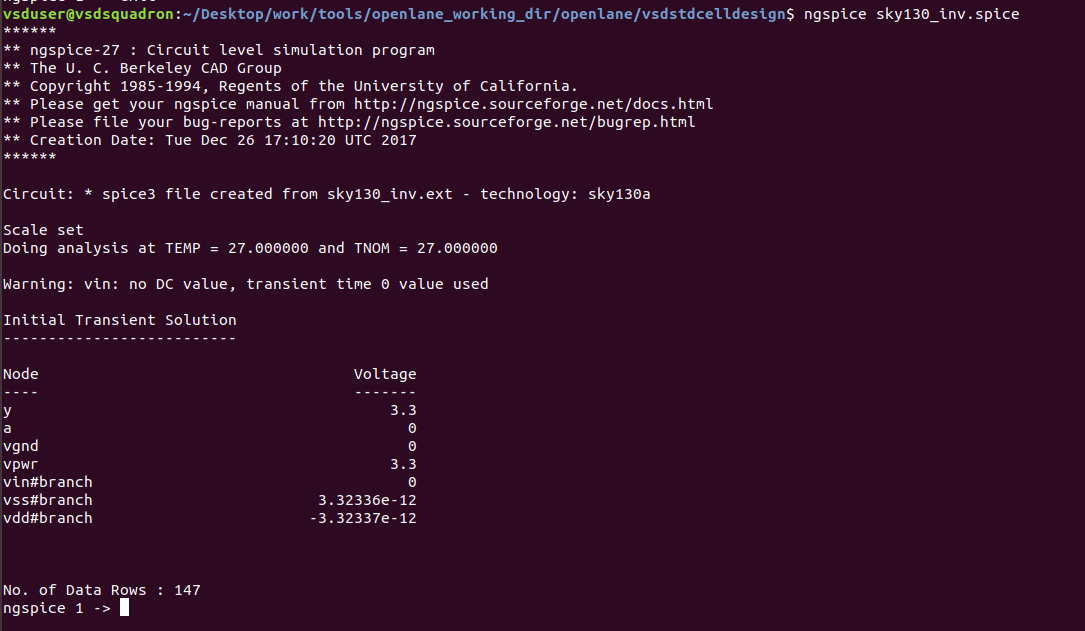 vsduser@vsdsquadron:~/Desktop/work/tools/openlane_working_dir/openlane/vsdstdcelldesign$ ngspice sky130_inv.spice
******
** ngspice-27 : Circuit level simulation program
** The U. C. Berkeley CAD Group
** Copyright 1985-1994, Regents of the University of California.
** Please get your ngspice manual from http://ngspice.sourceforge.net/docs.html
** Please file your bug-reports at http://ngspice.sourceforge.net/bugrep.html
** Creation Date: Tue Dec 26 17:10:20 UTC 2017
******
Circuit: * spice3 file created from sky130_inv.ext - technology: sky130a
Scale set
Doing analysis at TEMP = 27.000000 and TNOM = 27.000000
Warning: vin: no DC value, transient time 0 value used
Initial Transient Solution
--------------------------
Node Voltage
---- -------
y 3.3
a 0
vgnd 0
vpwr 3.3
vin#branch 0
vss#branch 3.32336e-12
vdd#branch -3.32337e-12
No. of Data Rows : 147
ngspice 1 ->